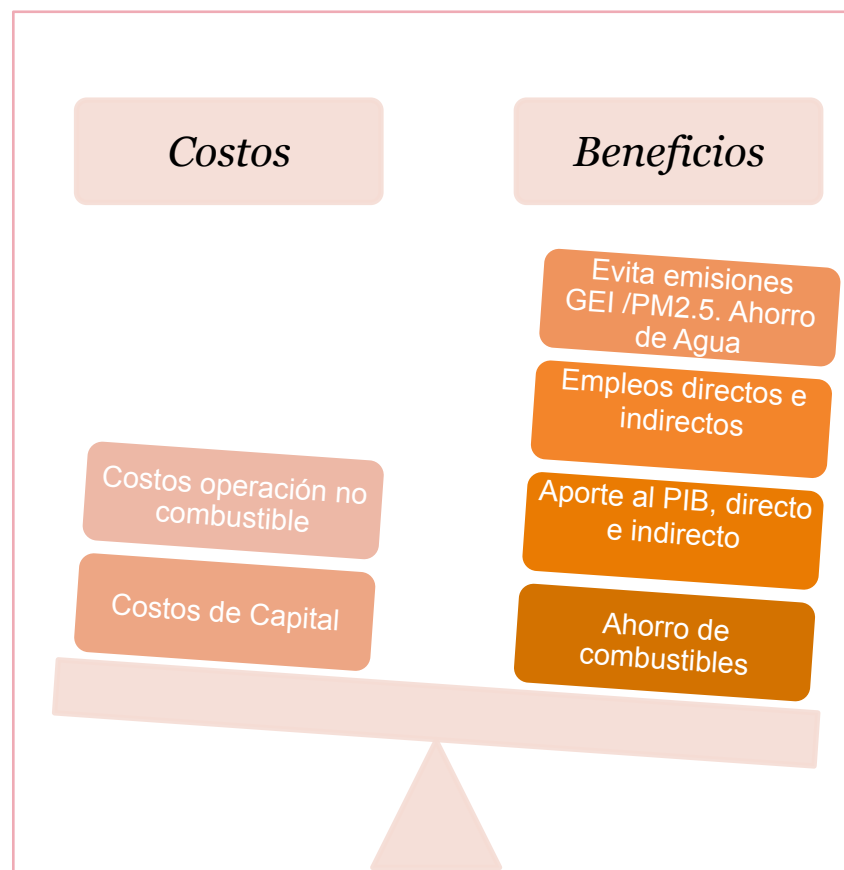 Costos
Beneficios
Evita emisiones
GEI /PM2.5. Ahorro
de Agua
Empleos directos e
indirectos
Costos operación no
combustible
Aporte al PIB, directo
e indirecto
Costos de Capital
Ahorro de
combustibles